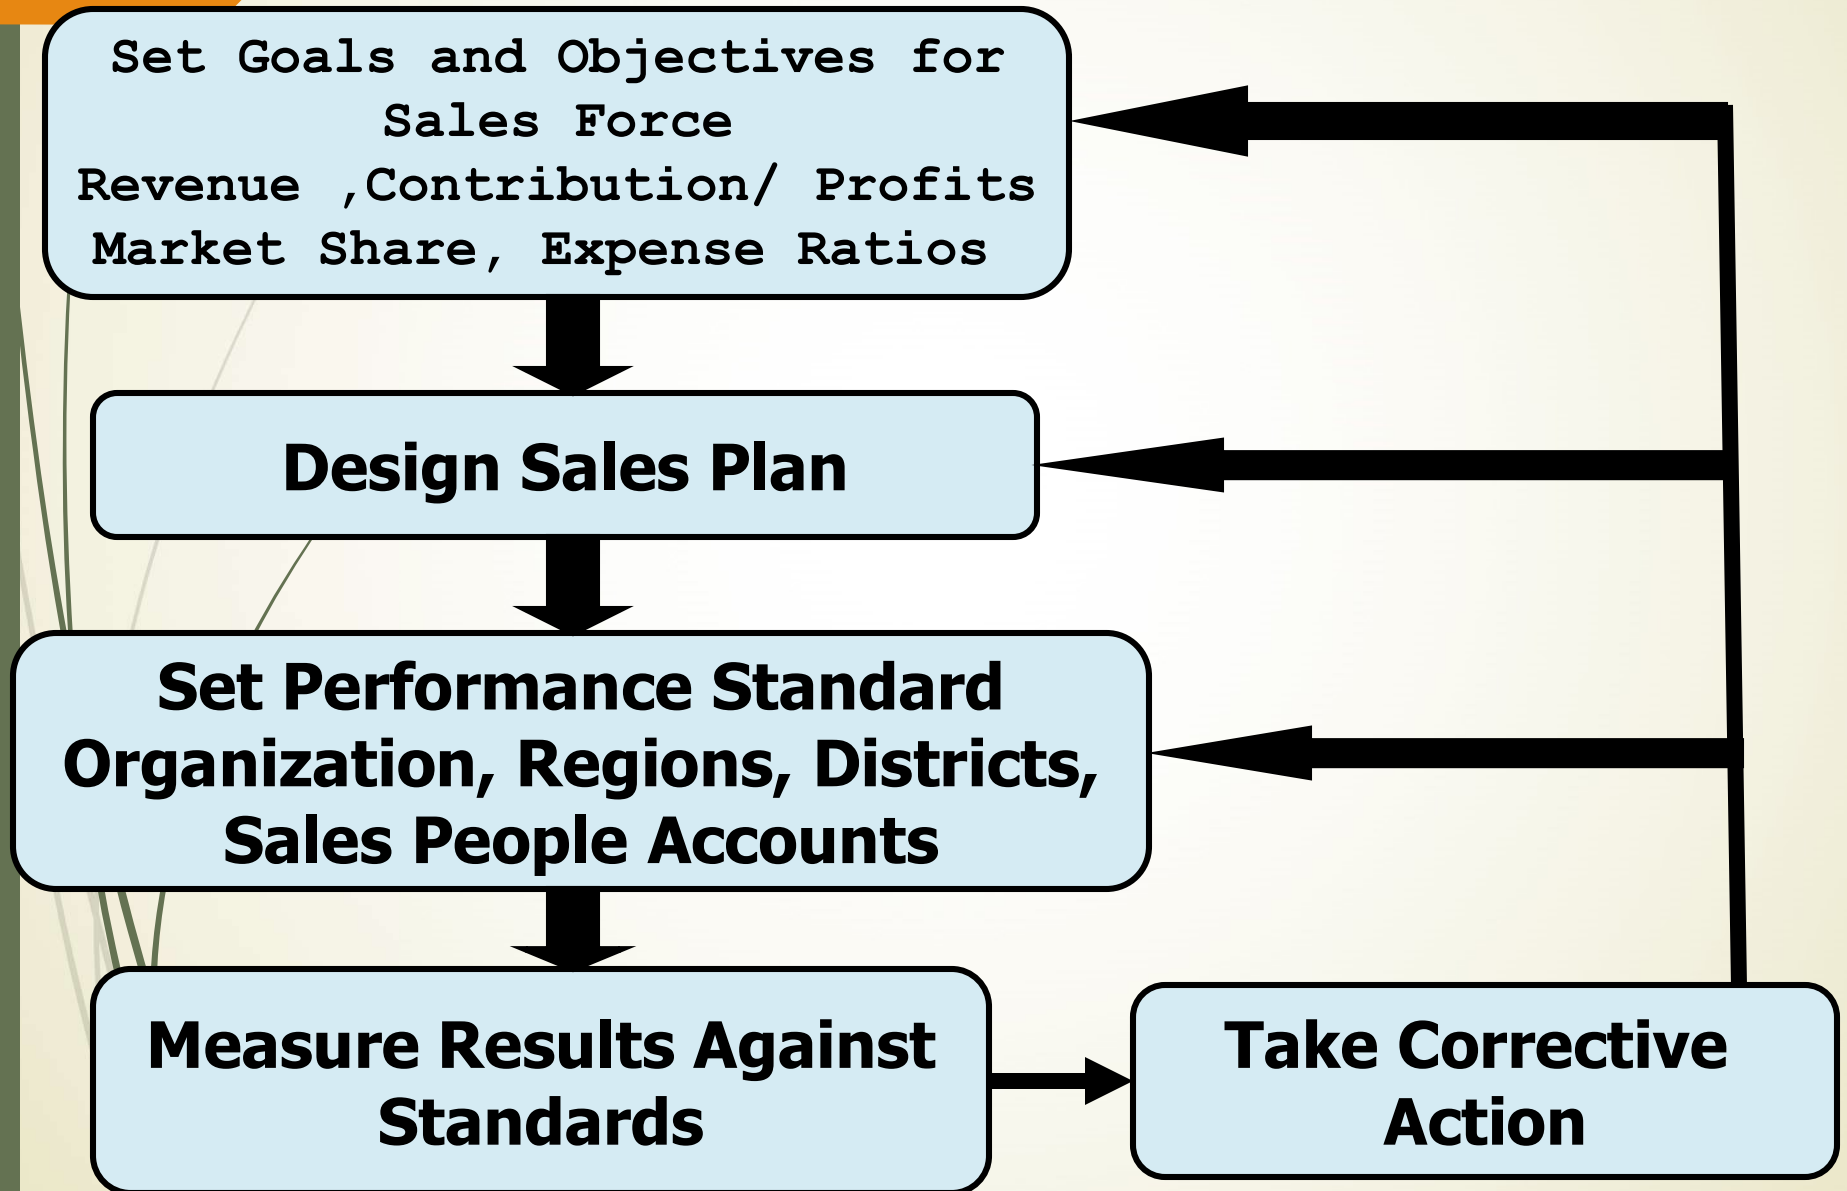 Set Goals and Objectives for
Sales Force
Revenue ,Contribution/ Profits
Market Share, Expense Ratios
Design Sales Plan
Set Performance Standard
Organization, Regions, Districts,
Sales People Accounts
Measure Results Against
Standards
Take Corrective
Action